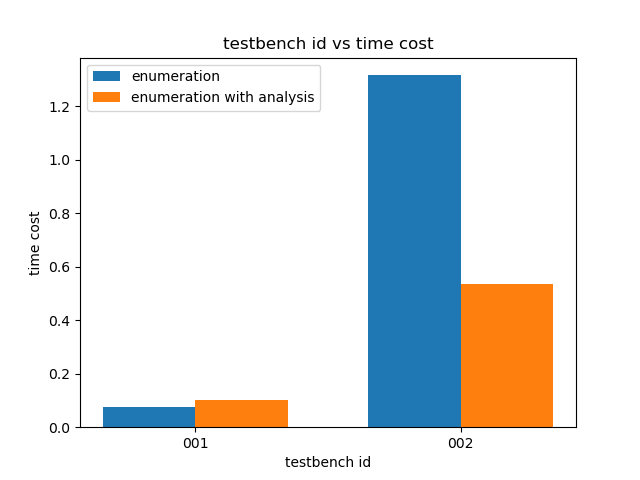 testbench id vs time cost
enumeration
enumeration with analysis
1.2
1.0
0.8
0.6
0.4
0.2
0.0
time cost
001
002
testbench id